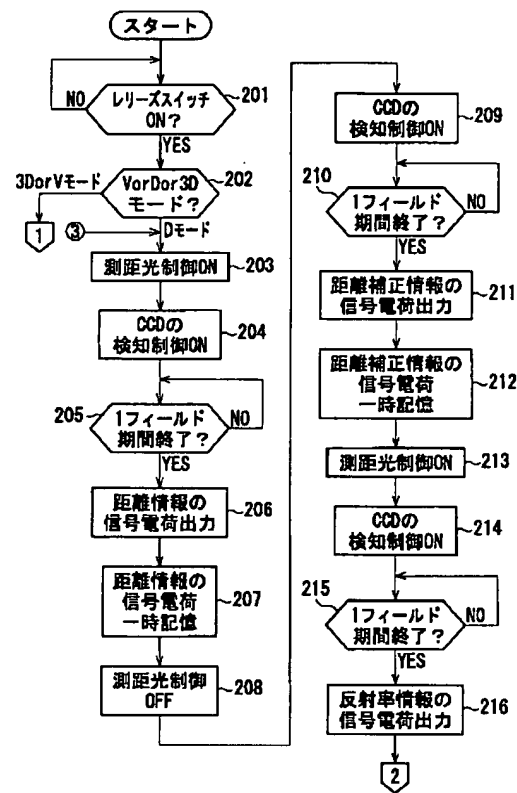 スタート
レリーズスイッチ
ON?
201
NO
YES
VorDor3D
モード?
202
3DorVモード
1
3
Dモード
測距光制御ON
203
CCDの
検知制御ON
204
205
1フィールド
期間終了?
NO
YES
距離情報の
信号電荷出力
206
距離情報の
信号電荷
一時記憶
207
測距光制御
OFF
208
CCDの
検知制御ON
209
210
1フィールド
期間終了?
NO
YES
距離補正情報の
信号電荷出力
211
距離補正情報の
信号電荷
一時記憶
212
測距光制御ON
213
CCDの
検知制御ON
214
215
1フィールド
期間終了?
NO
YES
反射率情報の
信号電荷出力
216
2